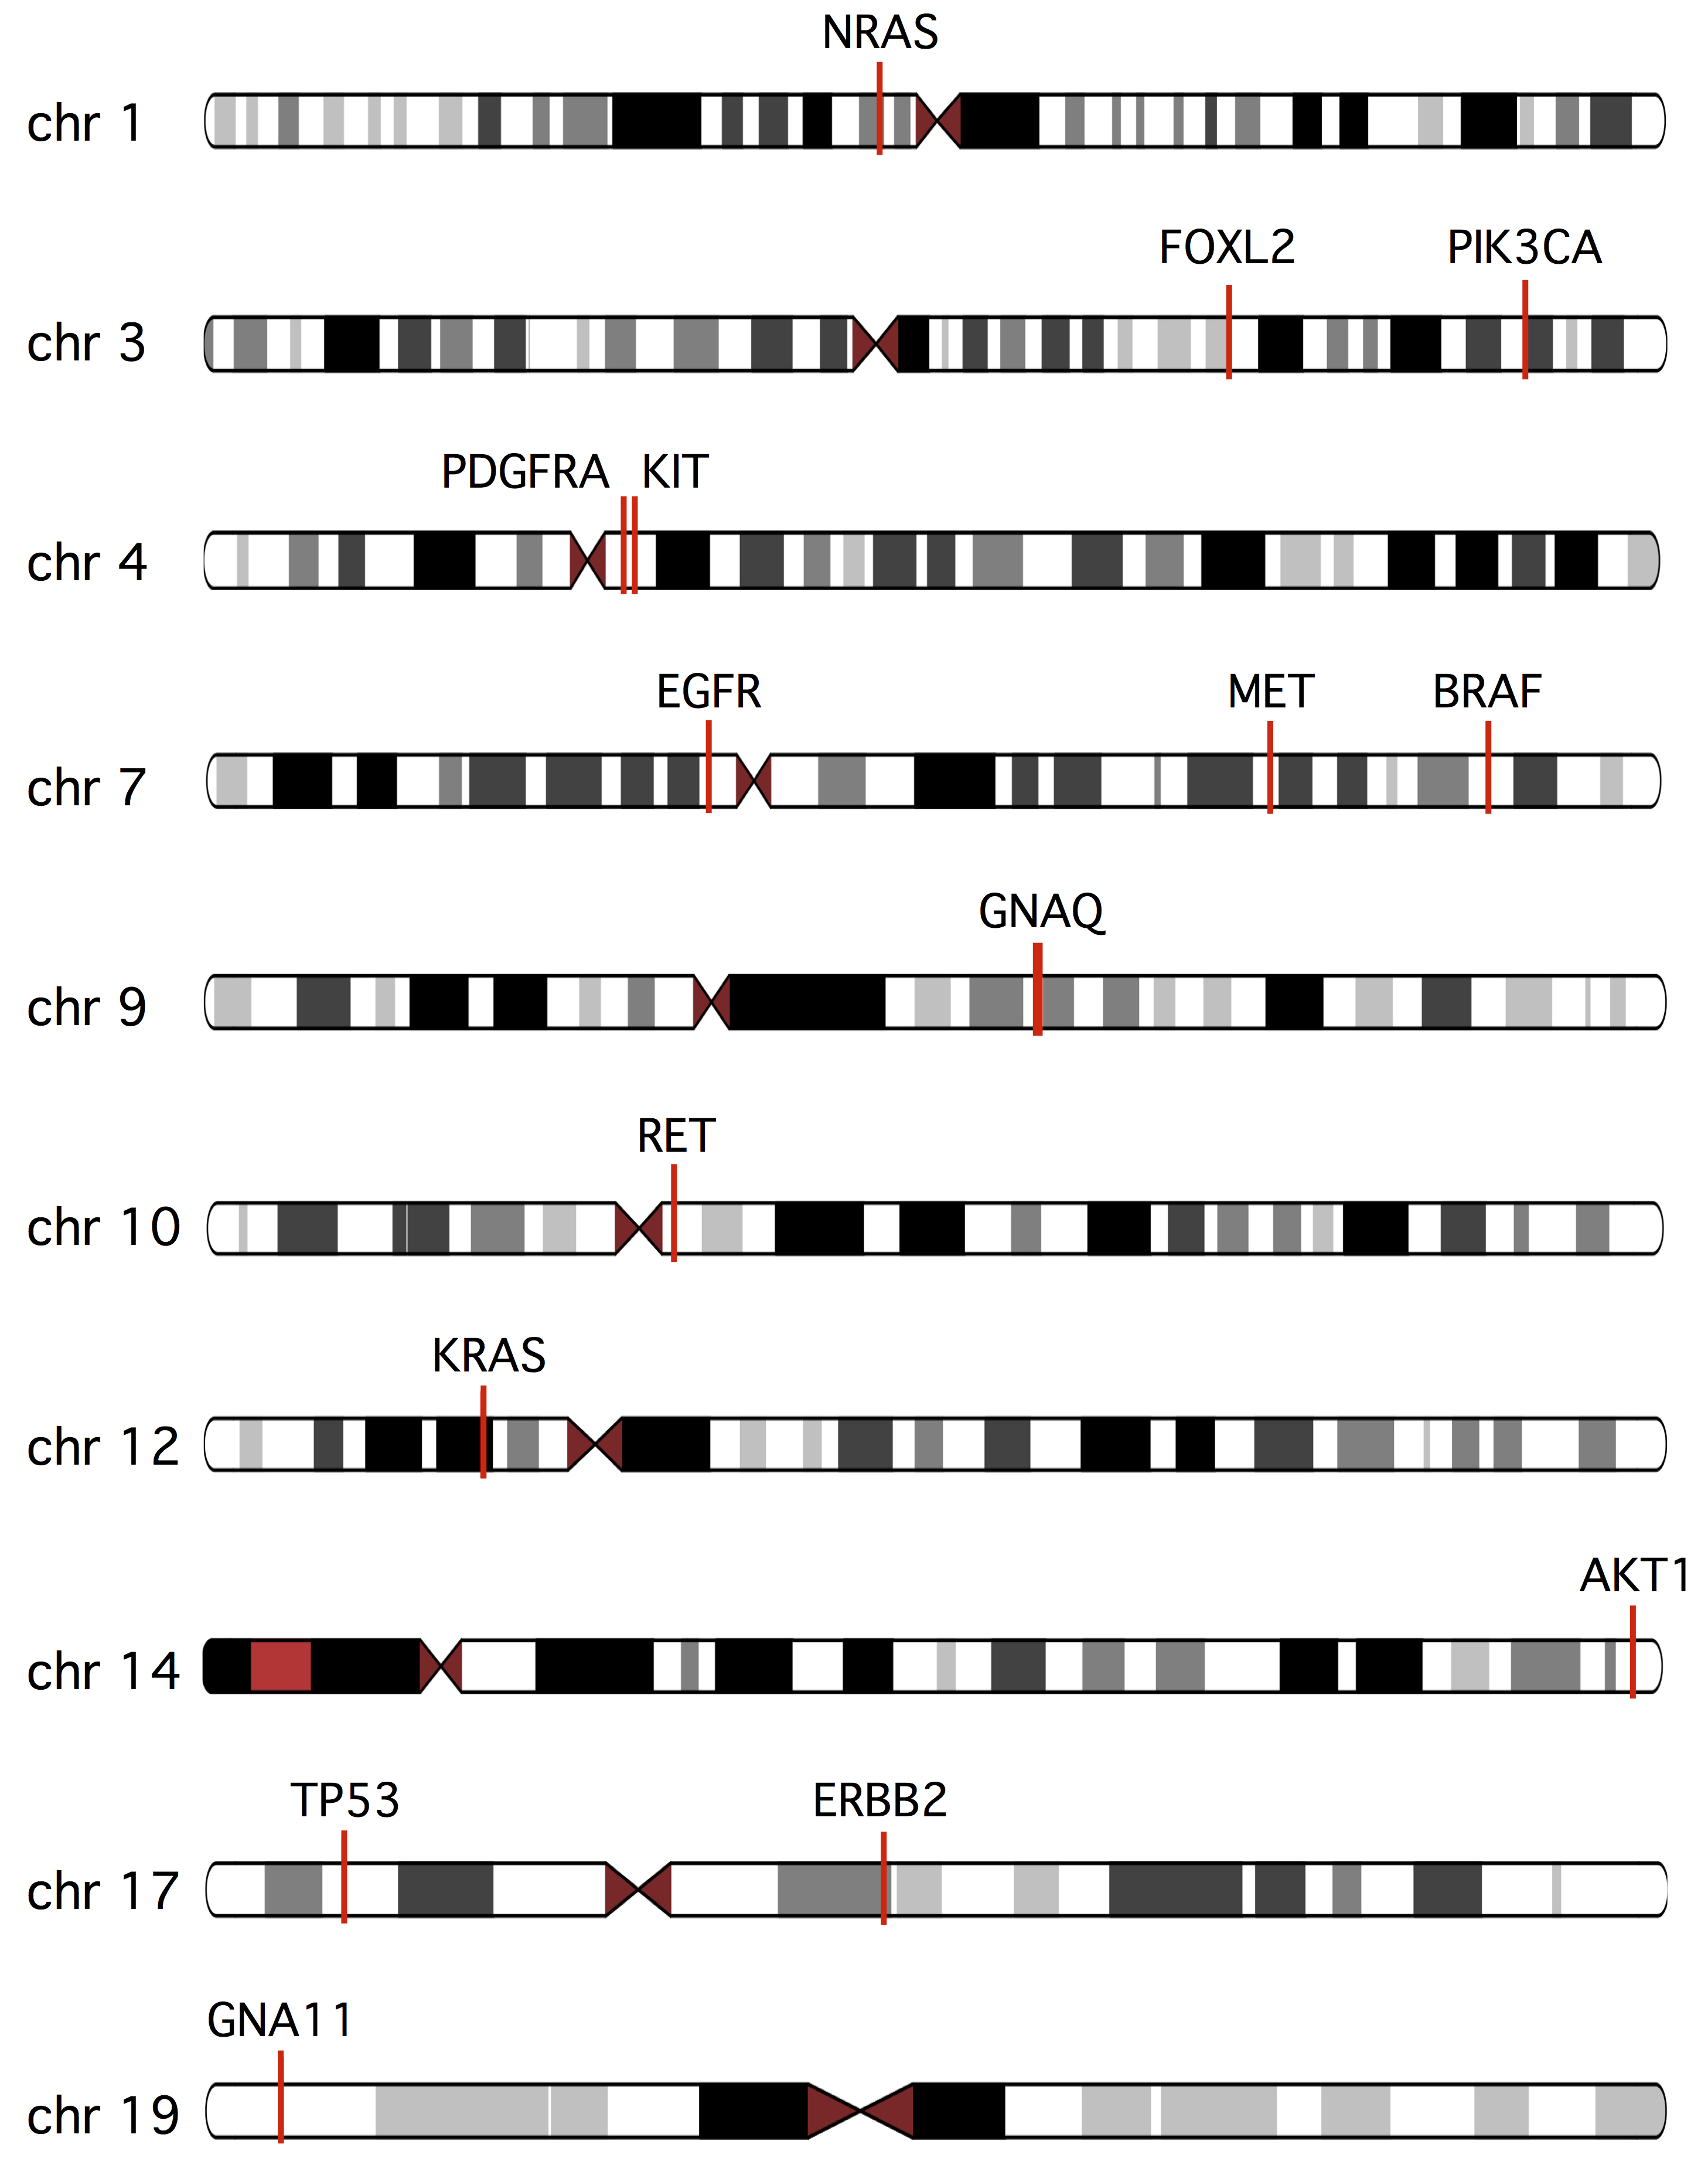 NRAS
chr 1
FOXL2 PIK3CA
chr 3
PDGFRA KIT
chr 4
EGFR MET BRAF
chr 7
GNAQ
chr 9
RET
chr 10
KRAS
chr 12
AKT1
chr 14
TP53 ERBB2
chr 17
GNA11
chr 19